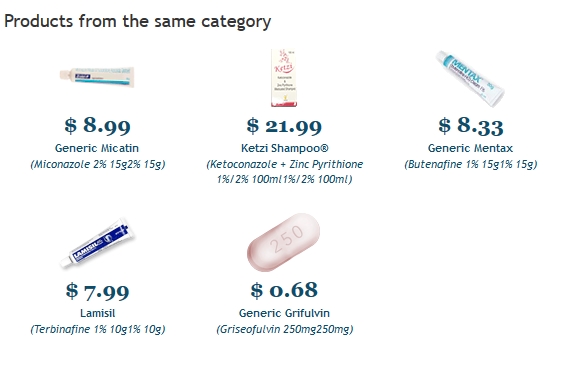 Products from the same category
Ketzi
MENTAX
$ 8.99
$ 21.99
$ 8.33
Generic Micatin
Ketzi Shampoo®
Generic Mentax
(Miconazole 2% 15g2% 15g)
(Ketoconazole + Zinc Pyrithione
1%/2% 100ml1%/2% 100ml)
(Butenafine 1% 15g1% 15g)
LAMISIL
250
$ 7.99
$ 0.68
Lamisil
Generic Grifulvin
(Terbinafine 1% 10g1% 10g)
(Griseofulvin 250mg250mg)